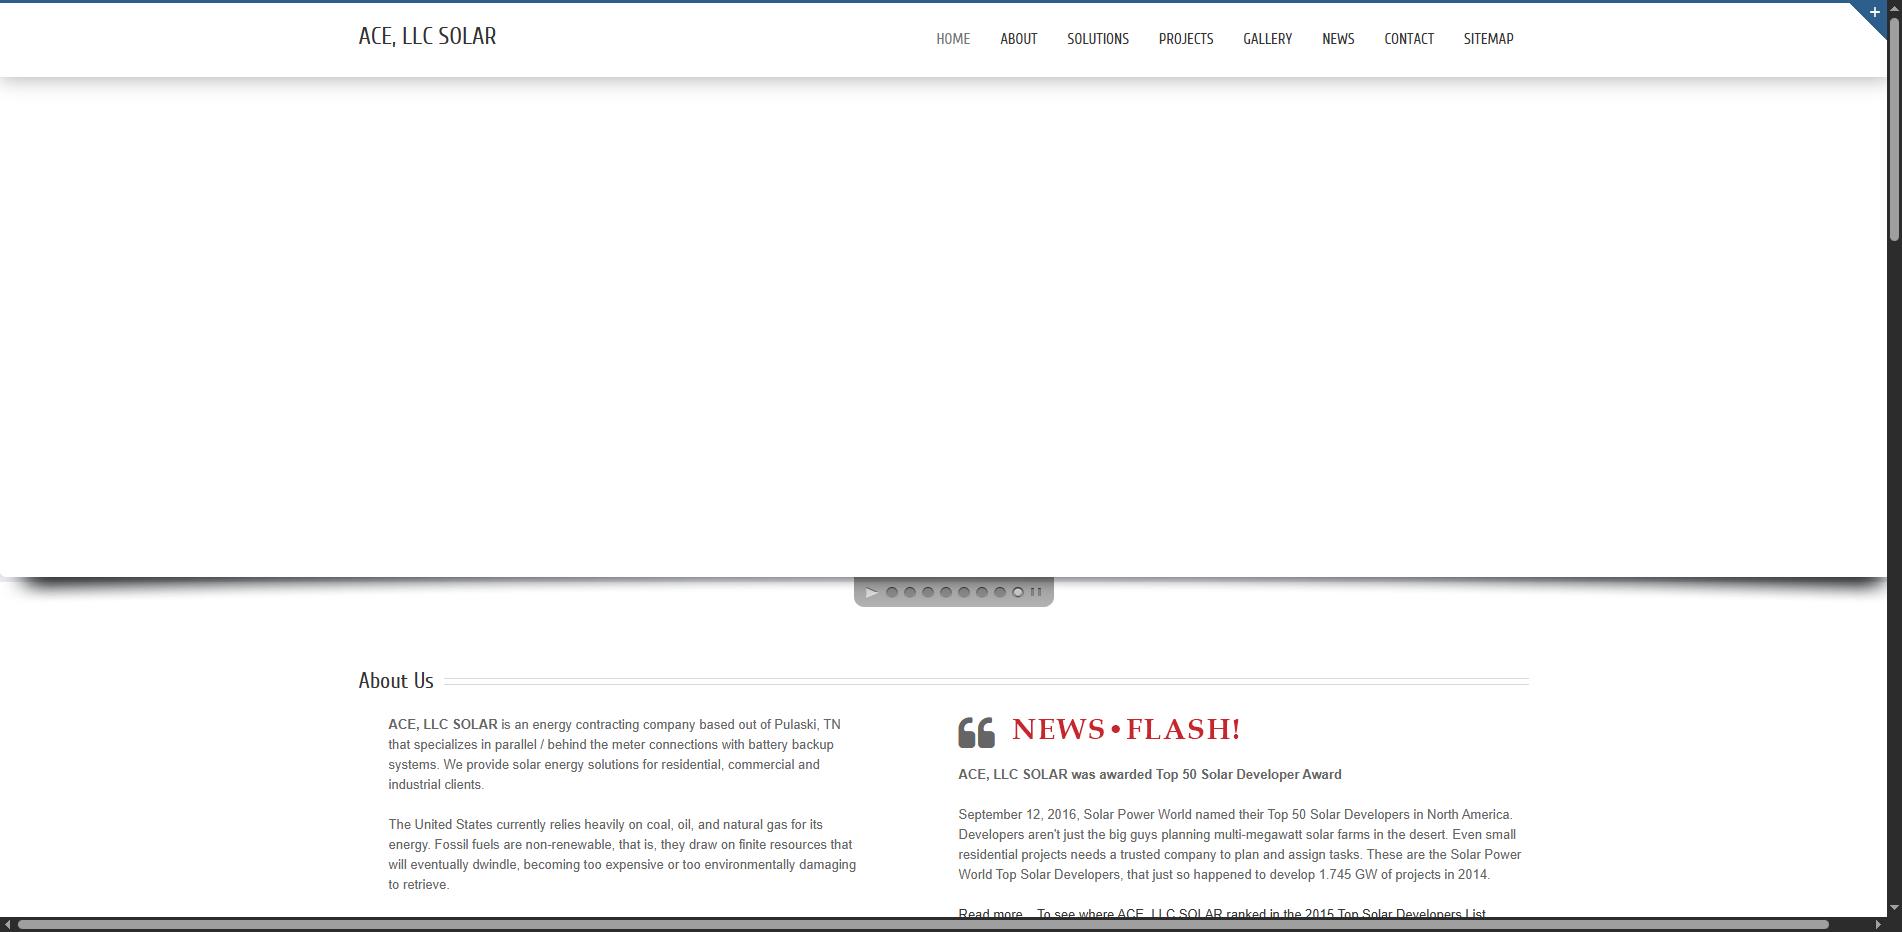 ACE, LLC SOLAR
HOME ABOUT SOLUTIONS PROJECTS GALLERY NEWS CONTACT SITEMAP
About Us
ACE, LLC SOLAR is an energy contracting company based out of Pulaski, TN
that specializes in parallel / behind the meter connections with battery backup
systems. We provide solar energy solutions for residential, commercial and
industrial clients.
The United States currently relies heavily on coal, oil, and natural gas for its
energy. Fossil fuels are non-renewable, that is, they draw on finite resources that
will eventually dwindle, becoming too expensive or too environmentally damaging
to retrieve.
NEWS•FLASH!
ACE, LLC SOLAR was awarded Top 50 Solar Developer Award
September 12, 2016, Solar Power World named their Top 50 Solar Developers in North America.
Developers aren't just the big guys planning multi-megawatt solar farms in the desert. Even small
residential projects needs a trusted company to plan and assign tasks. These are the Solar Power
World Top Solar Developers, that just so happened to develop 1.745 GW of projects in 2014.
Read more... To see where ACE, LLC SOLAR ranked in the 2015 Top Solar Developers List